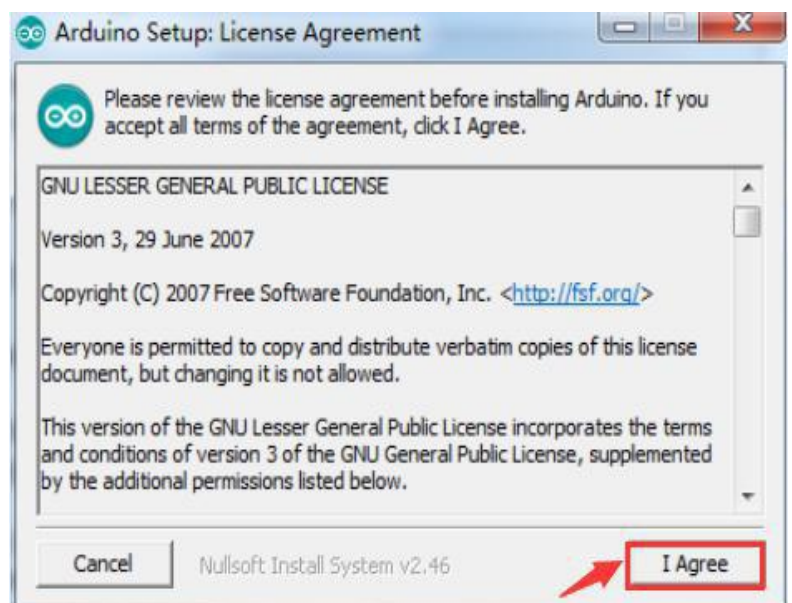 Arduino Setup: License Agreement
Please review the license agreement before installing Arduino. If you
accept all terms of the agreement, click I Agree.
GNU LESSER GENERAL PUBLIC LICENSE
Version 3, 29 June 2007
Copyright (C) 2007 Free Software Foundation, Inc. <http://fsf.org/>
Everyone is permitted to copy and distribute verbatim copies of this license
document, but changing it is not allowed.
This version of the GNU Lesser General Public License incorporates the terms
and conditions of version 3 of the GNU General Public License, supplemented
by the additional permissions listed below.
Cancel Nullsoft Install System v2.46 I Agree